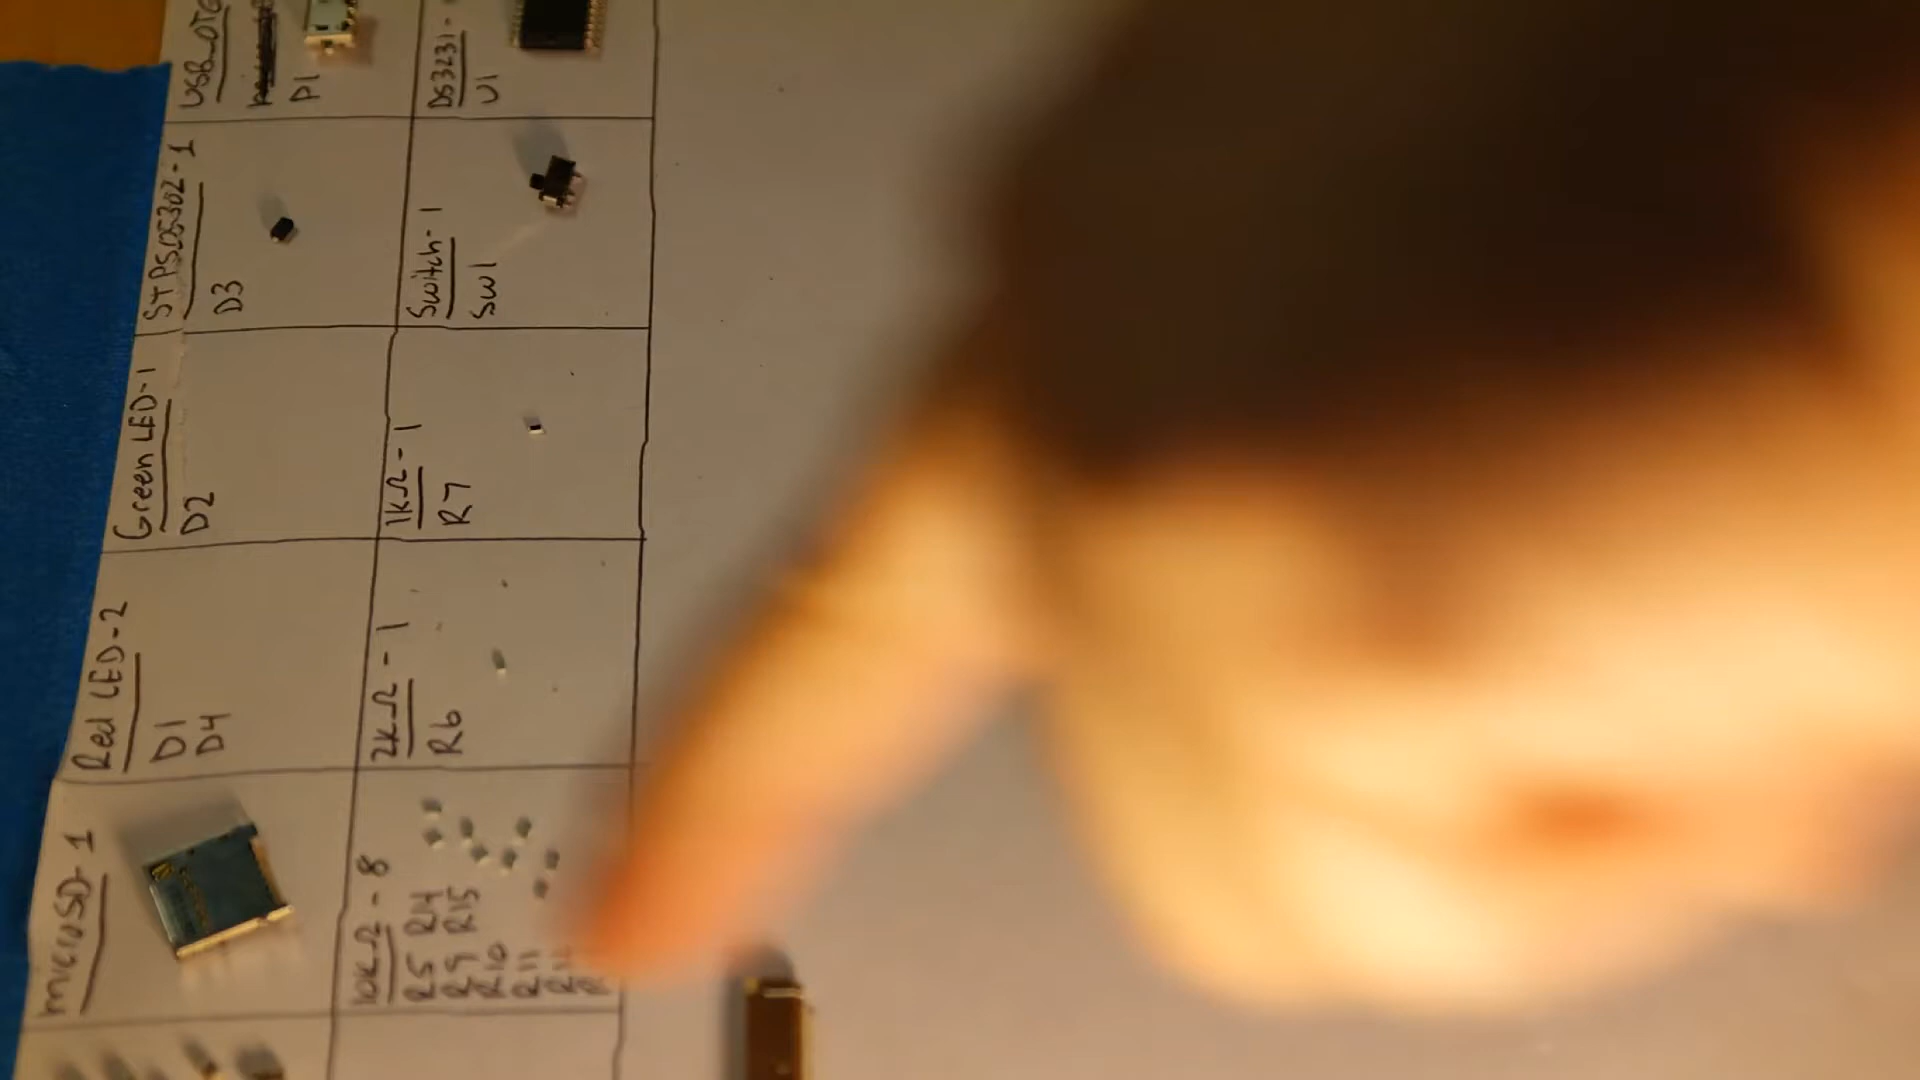 USB_OTG
P1
DS3231-
U1
STPS0530Z-1
D3
Switch-1
SW1
Green LED-1
D2
1kΩ-1
R7
Red LED-2
D1
D4
2kΩ-1
R6
microSD-1
10kΩ-8
R5 R14
R9 R15
R10
R11